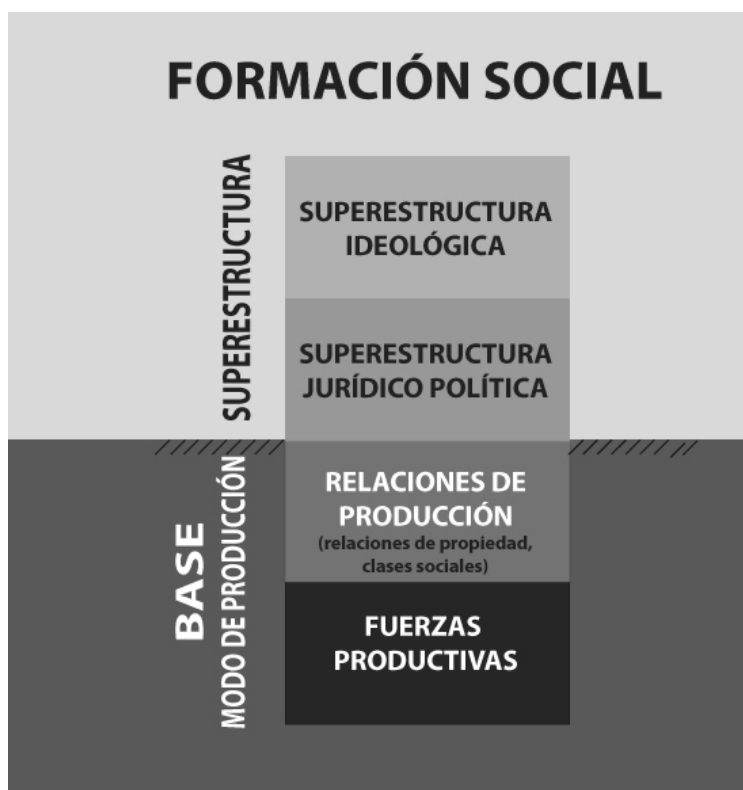 FORMACIÓN SOCIAL
SUPERESTRUCTURA
SUPERESTRUCTURA
IDEOLÓGICA
SUPERESTRUCTURA
JURÍDICO POLÍTICA
BASE
MODO DE PRODUCCIÓN
RELACIONES DE
PRODUCCIÓN
(relaciones de propiedad,
clases sociales)
FUERZAS
PRODUCTIVAS